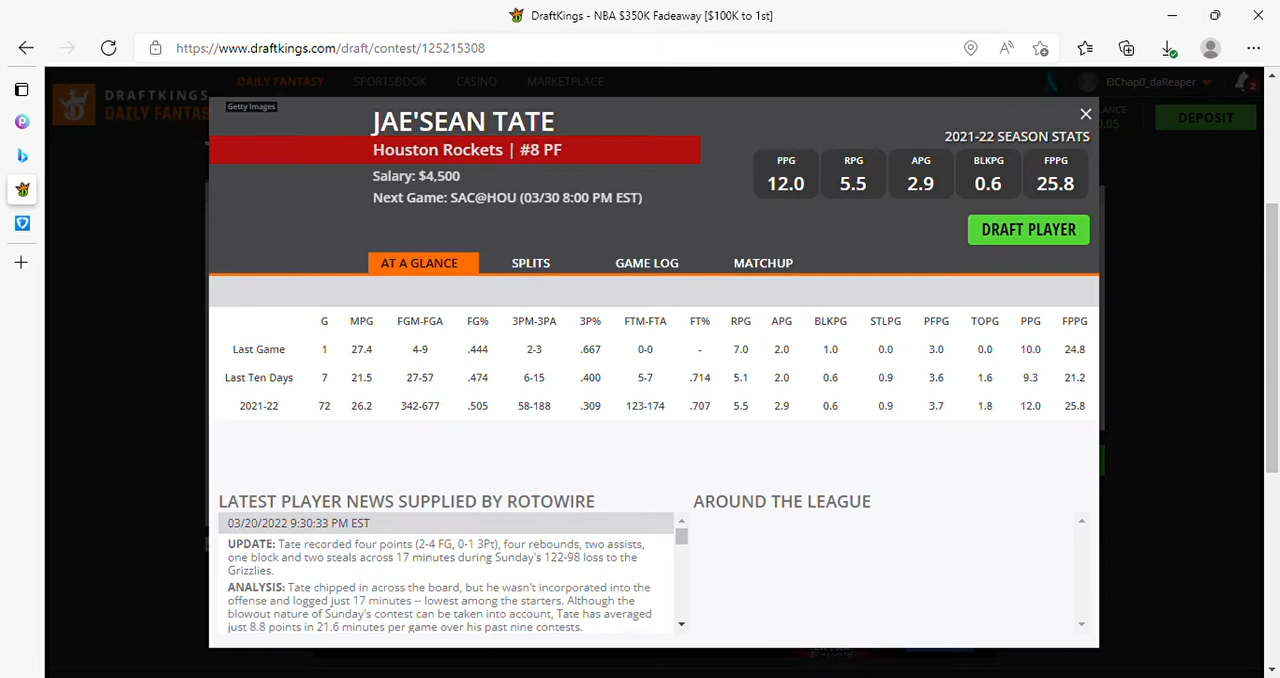 DraftKings - NBA $350K Fadeaway [$100K to 1st]
https://www.draftkings.com/draft/contest/125215308
DRAFTKINGS
DAILY FANTAS
DAILY FANTASY SPORTSBOOK CASINO MARKETPLACE
ElChap0_daReaper
2
DEPOSIT
Getty Images
JAE'SEAN TATE
Houston Rockets | #8 PF
Salary: $4,500
Next Game: SAC@HOU (03/30 8:00 PM EST)
2021-22 SEASON STATS
PPG RPG APG BLKPG FPPG
12.0 5.5 2.9 0.6 25.8
DRAFT PLAYER
AT A GLANCE SPLITS GAME LOG MATCHUP
G MPG FGM-FGA FG% 3PM-3PA 3P% FTM-FTA FT% RPG APG BLKPG STLPG PFPG TOPG PPG FPPG
Last Game 1 27.4 4-9 .444 2-3 .667 0-0 - 7.0 2.0 1.0 0.0 3.0 0.0 10.0 24.8
Last Ten Days 7 21.5 27-57 .474 6-15 .400 5-7 .714 5.1 2.0 0.6 0.9 3.6 1.6 9.3 21.2
2021-22 72 26.2 342-677 .505 58-188 .309 123-174 .707 5.5 2.9 0.6 0.9 3.7 1.8 12.0 25.8
LATEST PLAYER NEWS SUPPLIED BY ROTOWIRE
03/20/2022 9:30:33 PM EST
UPDATE: Tate recorded four points (2-4 FG, 0-1 3Pt), four rebounds, two assists,
one block and two steals across 17 minutes during Sunday's 122-98 loss to the
Grizzlies.
ANALYSIS: Tate chipped in across the board, but he wasn't incorporated into the
offense and logged just 17 minutes -- lowest among the starters. Although the
blowout nature of Sunday's contest can be taken into account, Tate has averaged
just 8.8 points in 21.6 minutes per game over his past nine contests.
AROUND THE LEAGUE